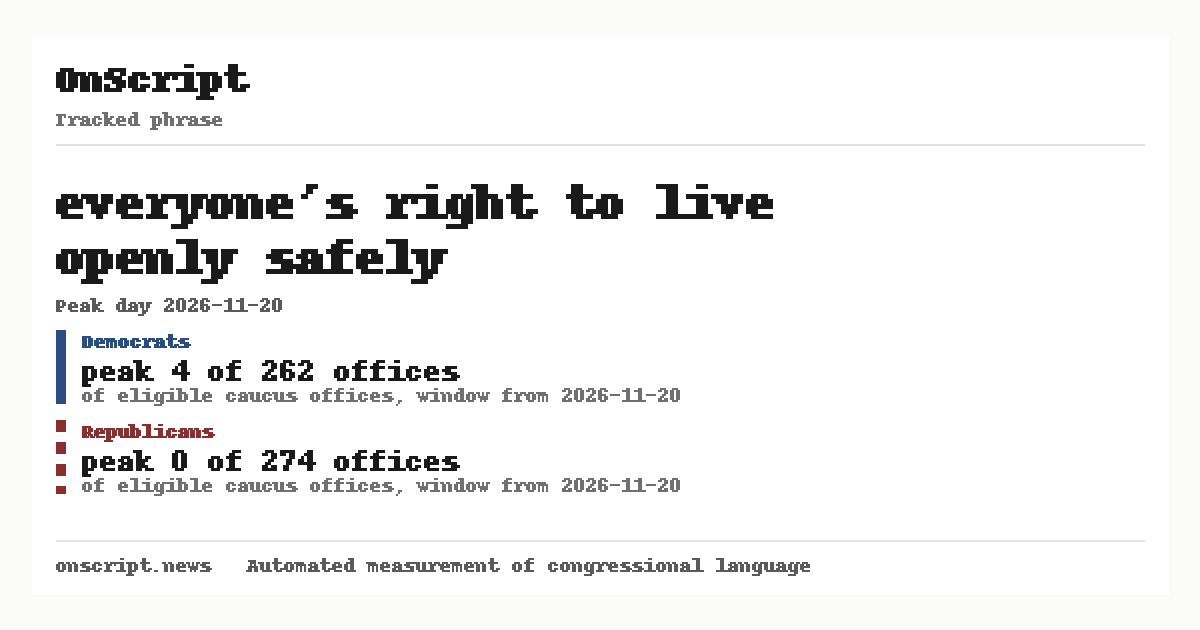 OnScript
Tracked phrase
everyone's right to live
openly safely
Peak day 2026-11-20
Democrats
peak 4 of 262 offices
of eligible caucus offices, window from 2026-11-20
Republicans
peak 0 of 274 offices
of eligible caucus offices, window from 2026-11-20
onscript.news Automated measurement of congressional language